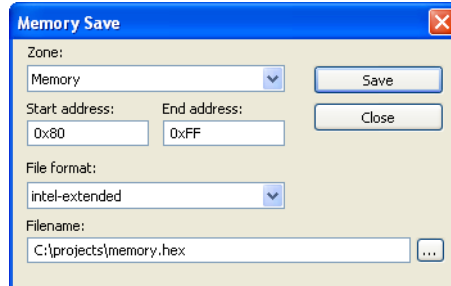 Memory Save
Zone:
Memory
Save
Start address: End address:
Close
0x80 0xFF
File format:
intel-extended
Filename:
C:\projects\memory.hex ...